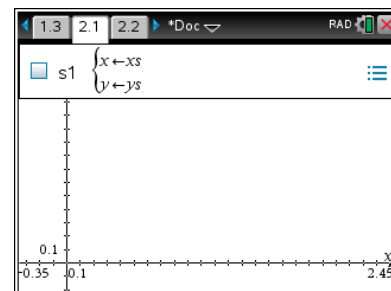 1.3 2.1 2.2 *Doc RAD
s1 {x←xs
y←ys
0.1
x
-0.35 0.1 2.45